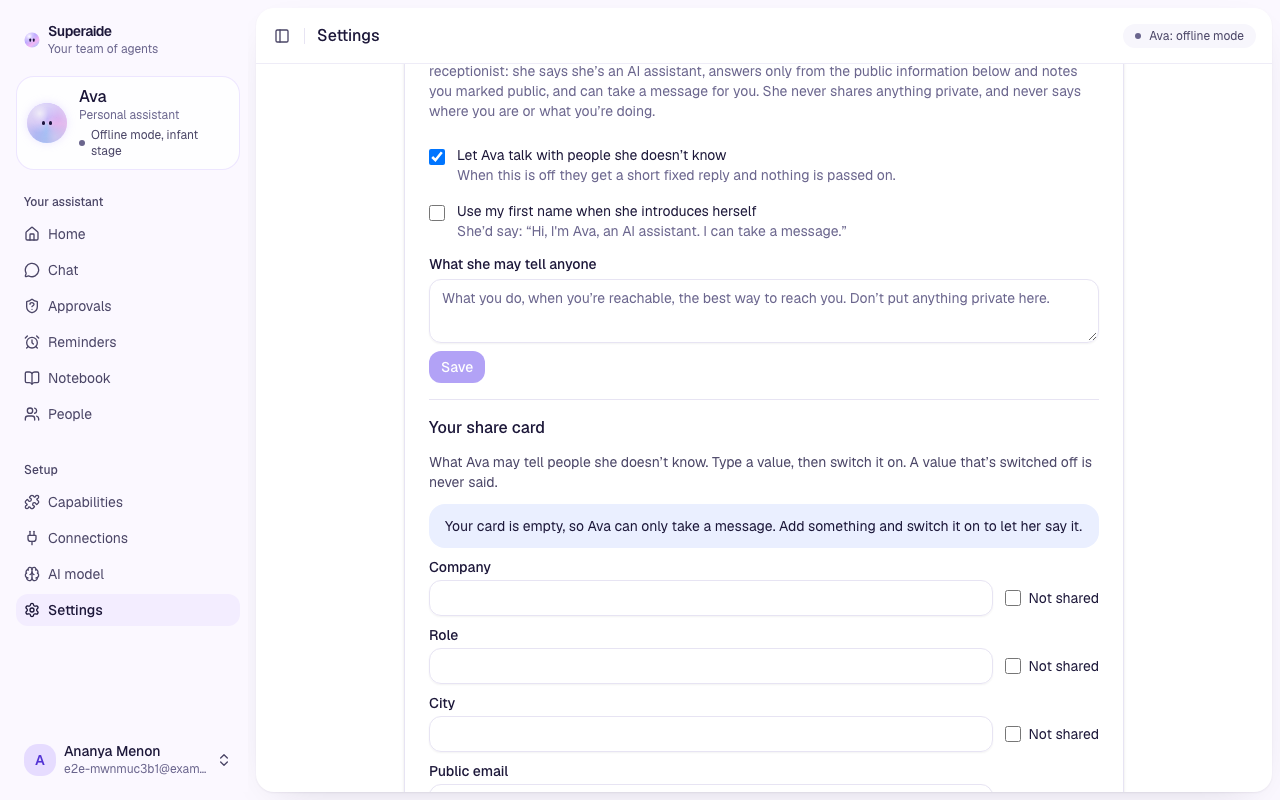 Superaide
Your team of agents
Ava
Personal assistant
Offline mode, infant
stage
Your assistant
Home
Chat
Approvals
Reminders
Notebook
People
Setup
Capabilities
Connections
AI model
Settings
A
Ananya Menon
e2e-mwnmuc3b1@exam…
Settings
Ava: offline mode
receptionist: she says she’s an AI assistant, answers only from the public information below and notes
you marked public, and can take a message for you. She never shares anything private, and never says
where you are or what you’re doing.
Let Ava talk with people she doesn’t know
When this is off they get a short fixed reply and nothing is passed on.
Use my first name when she introduces herself
She’d say: “Hi, I'm Ava, an AI assistant. I can take a message.”
What she may tell anyone
What you do, when you’re reachable, the best way to reach you. Don’t put anything private here.
Save
Your share card
What Ava may tell people she doesn’t know. Type a value, then switch it on. A value that’s switched off is
never said.
Your card is empty, so Ava can only take a message. Add something and switch it on to let her say it.
Company
Not shared
Role
Not shared
City
Not shared
Public email